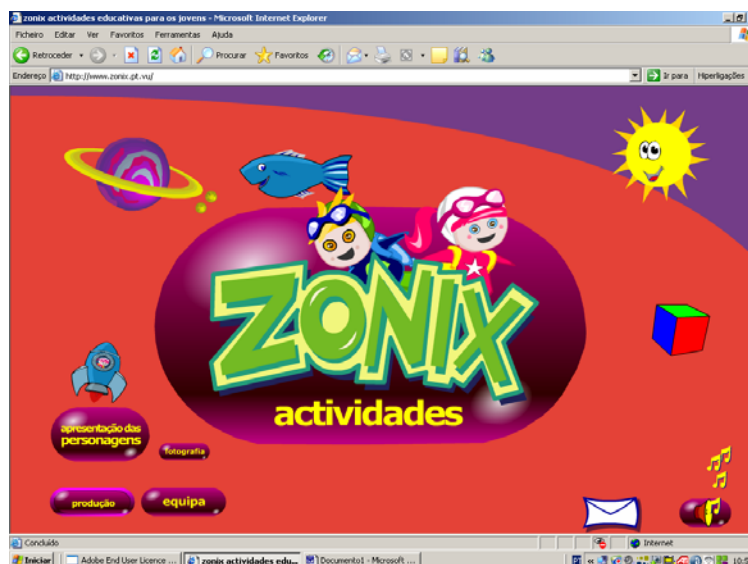 zonix actividades educativas para os jovens - Microsoft Internet Explorer
Ficheiro Editar Ver Favoritos Ferramentas Ajuda
Retroceder Procurar Favoritos
Endereço http://www.zonix.pt.vu/ Ir para Hiperligações
ZONIX
actividades
apresentação das
personagens
fotografia
produção
equipa
Concluído Internet
Iniciar Adobe End User Licence ... zonix actividades edu... Documento1 - Microsoft ... PT